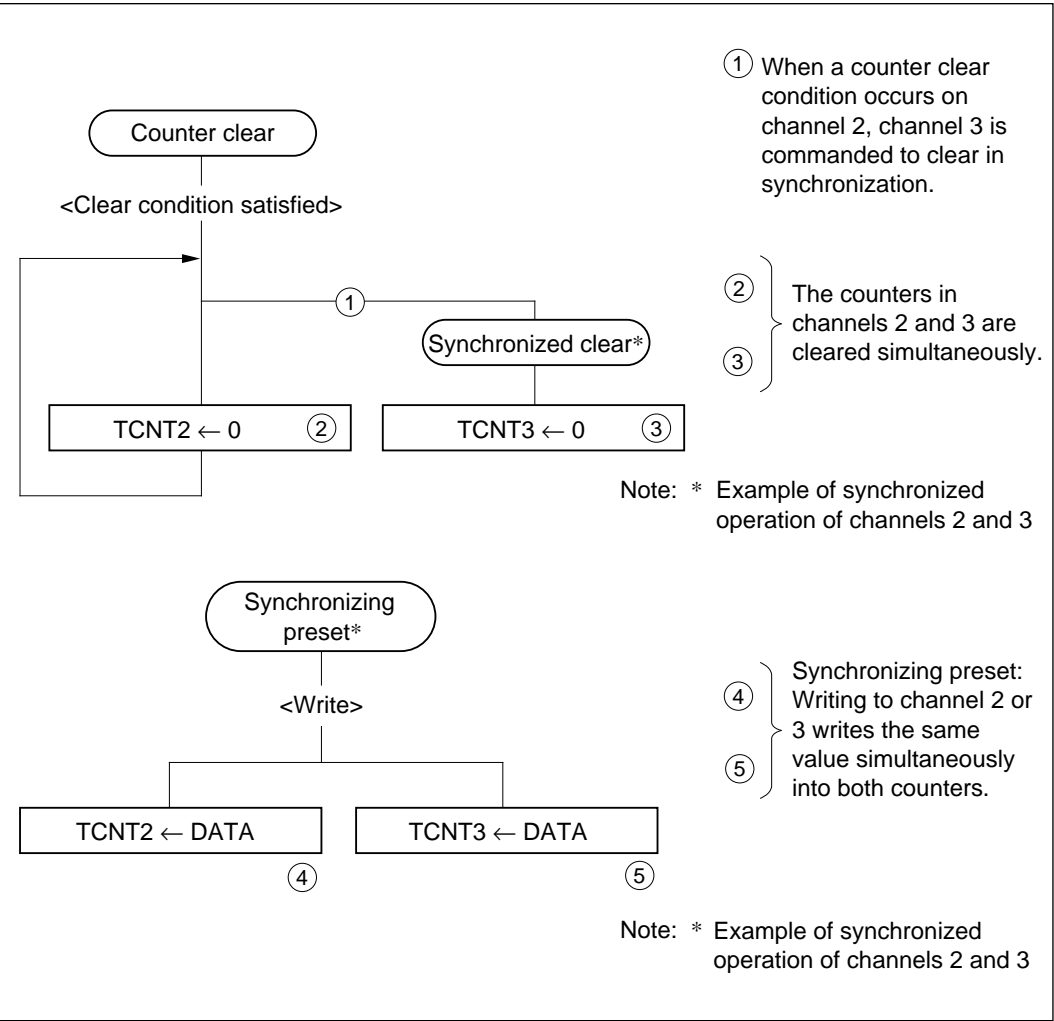 Counter clear
<Clear condition satisfied>
1
Synchronized clear*
TCNT2 ← 0 2
TCNT3 ← 0 3
1 When a counter clear
condition occurs on
channel 2, channel 3 is
commanded to clear in
synchronization.
2
3
The counters in
channels 2 and 3 are
cleared simultaneously.
Note: * Example of synchronized
operation of channels 2 and 3
Synchronizing
preset*
<Write>
TCNT2 ← DATA
4
TCNT3 ← DATA
5
4
5
Synchronizing preset:
Writing to channel 2 or
3 writes the same
value simultaneously
into both counters.
Note: * Example of synchronized
operation of channels 2 and 3